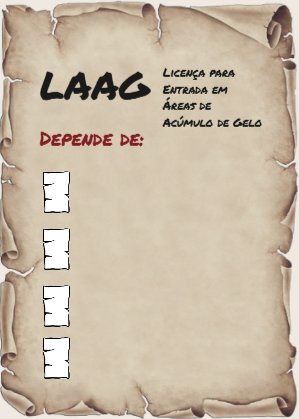 LAAG
Licença para
Entrada em
Áreas de
Acúmulo de Gelo
Depende de: